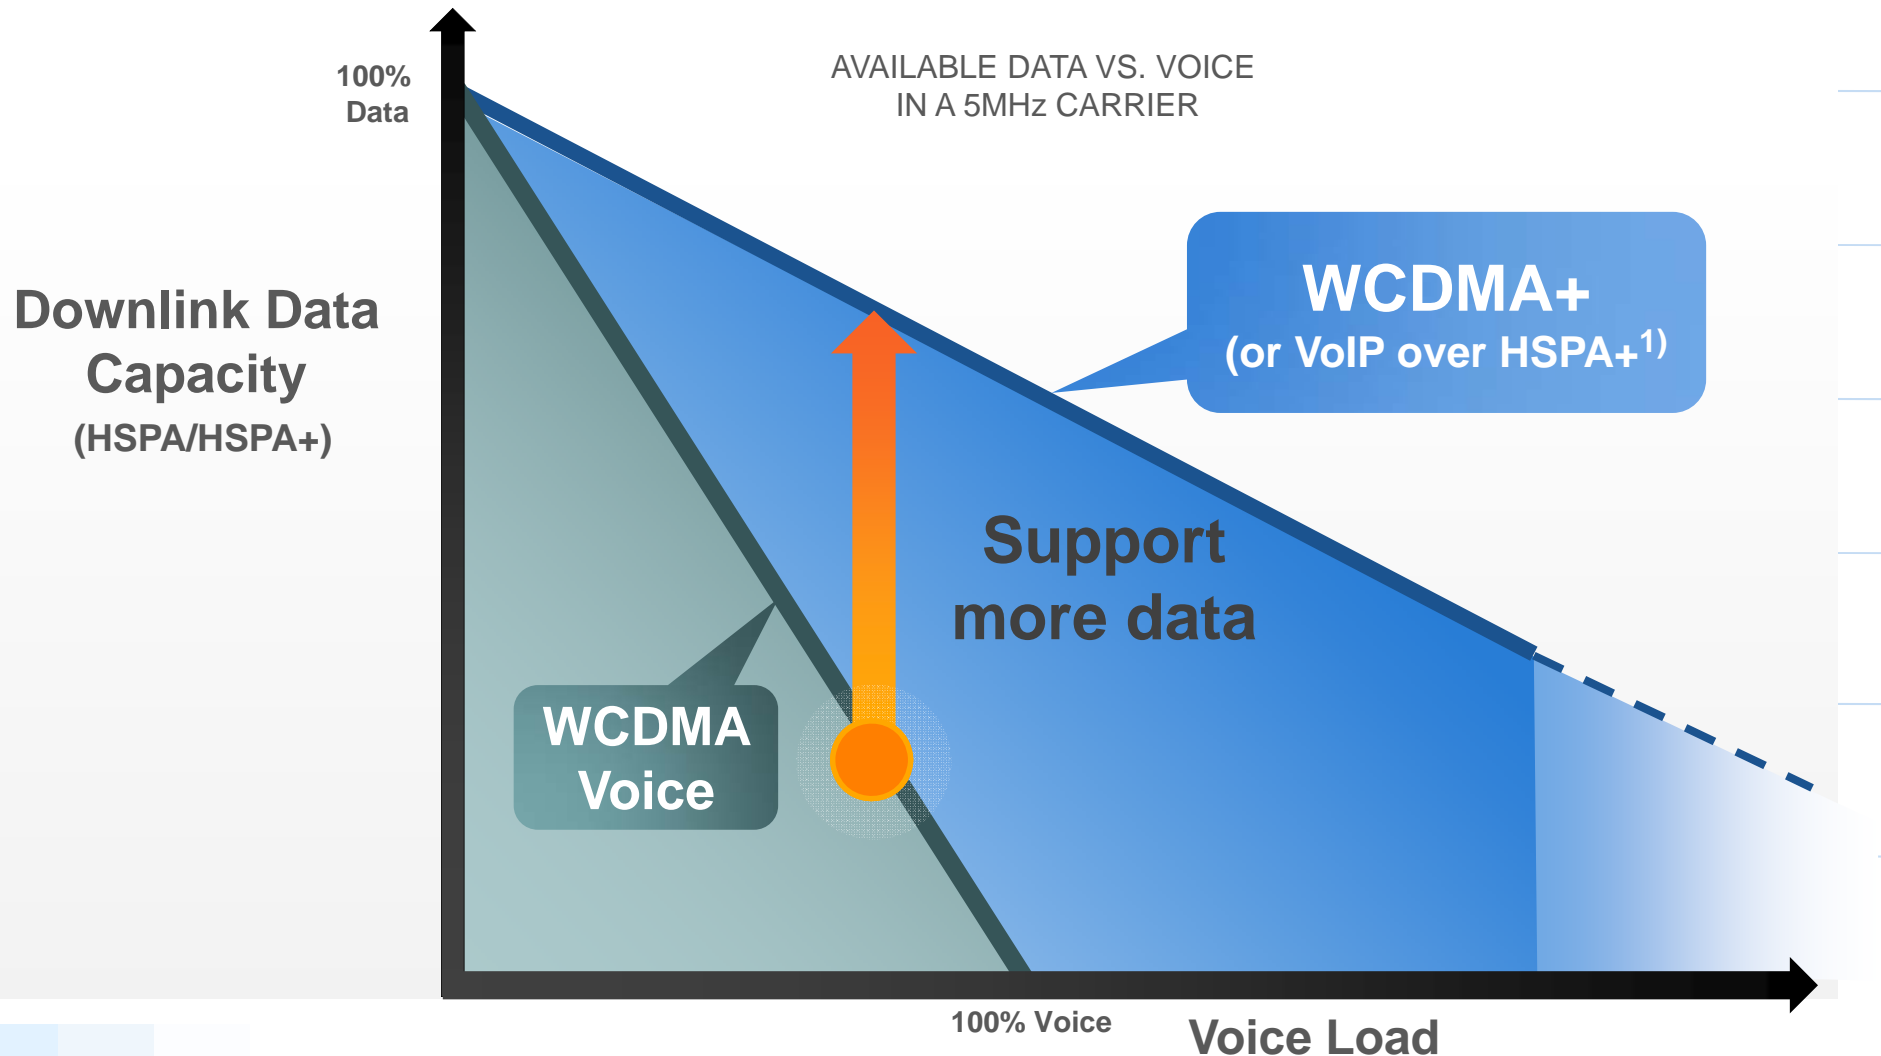 AVAILABLE DATA VS. VOICE
IN A 5MHz CARRIER
100%
Data
Downlink Data
Capacity
(HSPA/HSPA+)
WCDMA+
(or VoIP over HSPA+1)
Support
more data
WCDMA
Voice
100% Voice
Voice Load